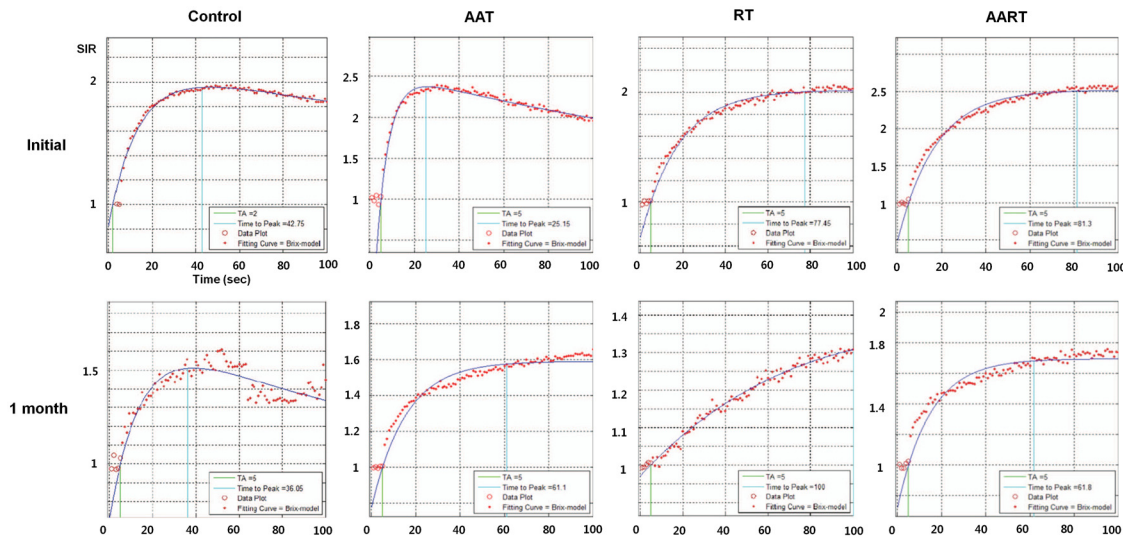 Control
AAT
RT
AART
SIR
Initial
2
1
0
20
40
60
80
100
Time (sec)
TA =2
Time to Peak =42.75
Data Plot
Fitting Curve = Brix-model
2.5
2
1.5
1
0
20
40
60
80
100
TA =5
Time to Peak =25.15
Data Plot
Fitting Curve = Brix-model
2
1
0
20
40
60
80
100
TA =5
Time to Peak =77.45
Data Plot
Fitting Curve = Brix-model
2.5
2
1.5
1
0
20
40
60
80
100
TA =5
Time to Peak =81.3
Data Plot
Fitting Curve = Brix-model
1 month
1.5
1
0
20
40
60
80
100
TA =5
Time to Peak =36.05
Data Plot
Fitting Curve = Brix-model
1.8
1.6
1.4
1.2
1
0
20
40
60
80
100
TA =5
Time to Peak =61.1
Data Plot
Fitting Curve = Brix-model
1.4
1.3
1.2
1.1
1
0
20
40
60
80
100
TA =5
Time to Peak =100
Data Plot
Fitting Curve = Brix-model
2
1.8
1.6
1.4
1.2
1
0
20
40
60
80
100
TA =5
Time to Peak =61.8
Data Plot
Fitting Curve = Brix-model